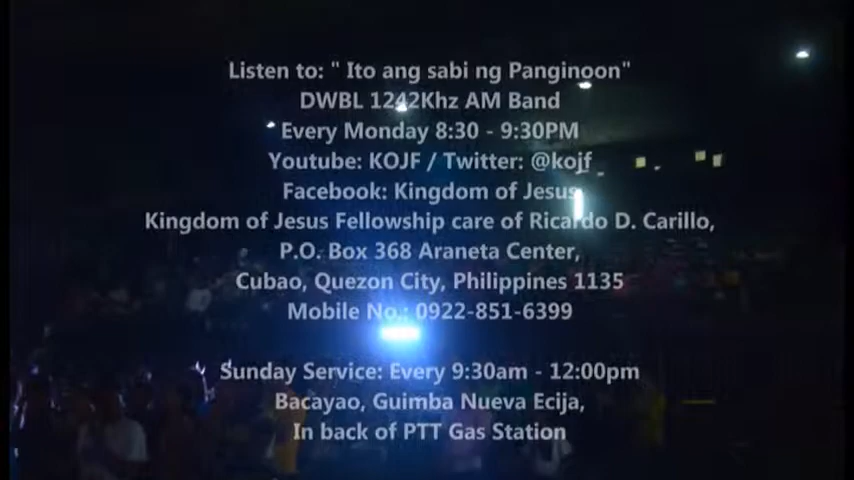 Listen to: " Ito ang sabi ng Panginoon"
DWBL 1242Khz AM Band
Every Monday 8:30 - 9:30PM
Youtube: KOJF / Twitter: @kojf
Facebook: Kingdom of Jesus
Kingdom of Jesus Fellowship care of Ricardo D. Carillo,
P.O. Box 368 Araneta Center,
Cubao, Quezon City, Philippines 1135
Mobile No.: 0922-851-6399
Sunday Service: Every 9:30am - 12:00pm
Bacayao, Guimba Nueva Ecija,
In back of PTT Gas Station